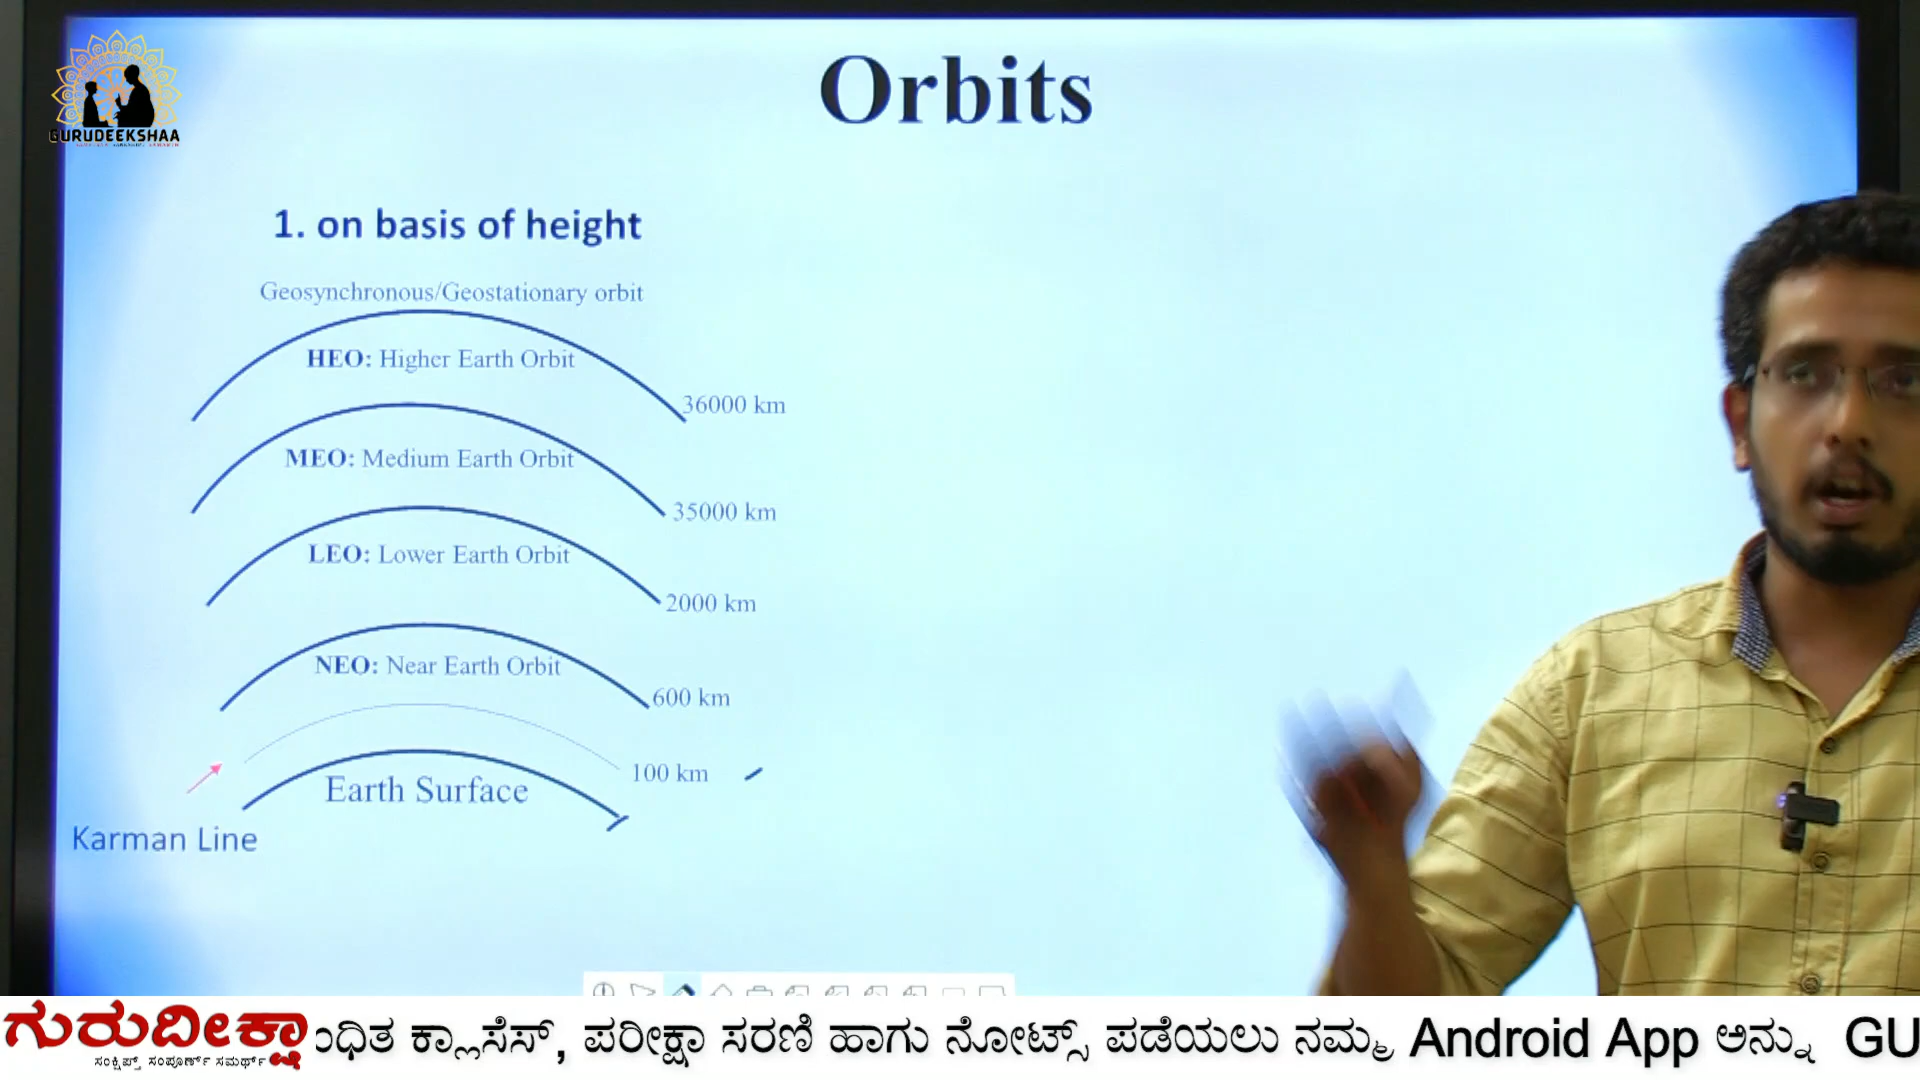 GURUDEEKSHAA
Orbits
1. on basis of height
Geosynchronous/Geostationary orbit
HEO: Higher Earth Orbit
36000 km
MEO: Medium Earth Orbit
35000 km
LEO: Lower Earth Orbit
2000 km
NEO: Near Earth Orbit
600 km
100 km
Earth Surface
Karman Line
ಗುರುದೀಕ್ಷಾ
ಸಂಕ್ಷಿಪ್ತ್ ಸಂಪೂರ್ಣ್ ಸಮರ್ಥ್
ಂಧಿತ ಕ್ಲಾಸೆಸ್, ಪರೀಕ್ಷಾ ಸರಣಿ ಹಾಗು ನೋಟ್ಸ್ ಪಡೆಯಲು ನಮ್ಮ Android App ಅನ್ನು GU